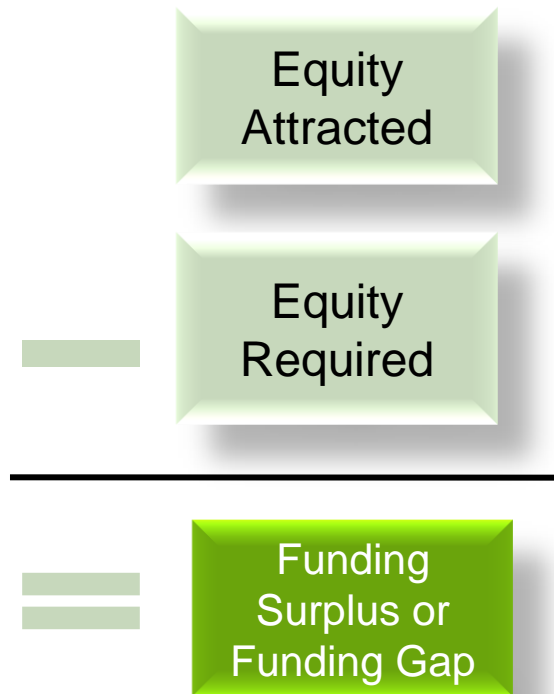 Equity
Attracted
Equity
Required
Funding
Surplus or
Funding Gap